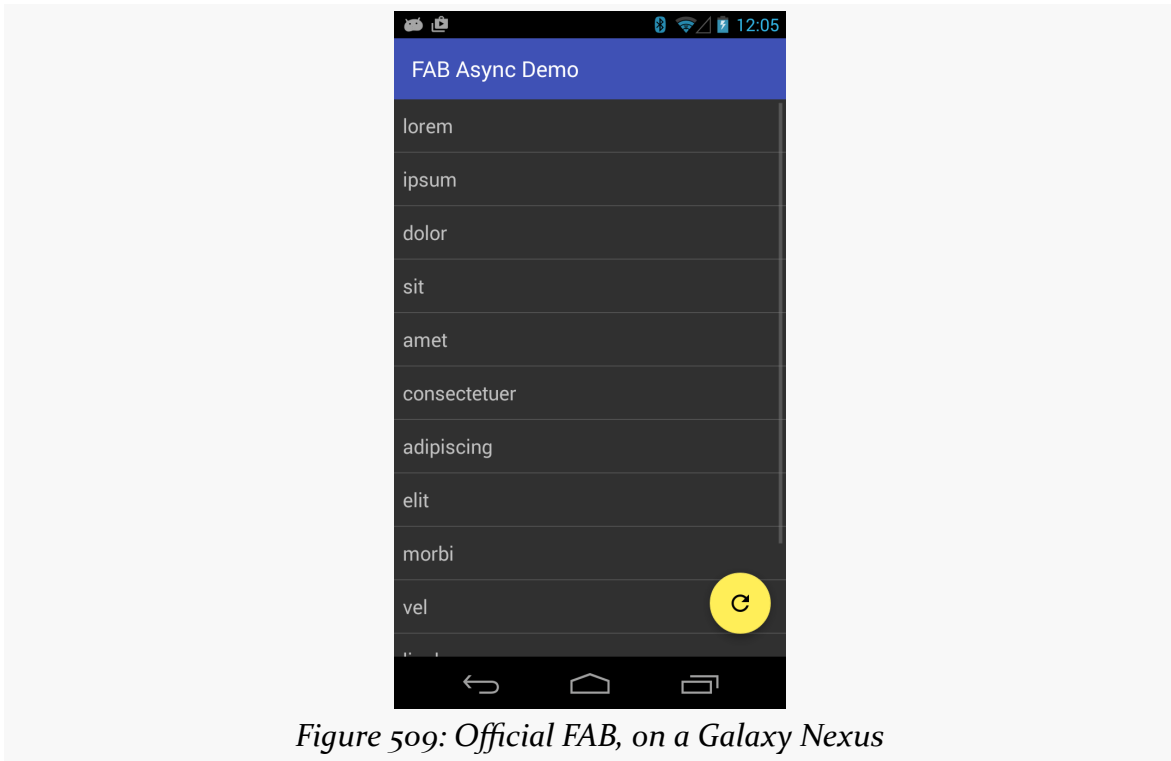 12:05
FAB Async Demo
lorem
ipsum
dolor
sit
amet
consectetuer
adipiscing
elit
morbi
vel
Figure 509: Official FAB, on a Galaxy Nexus